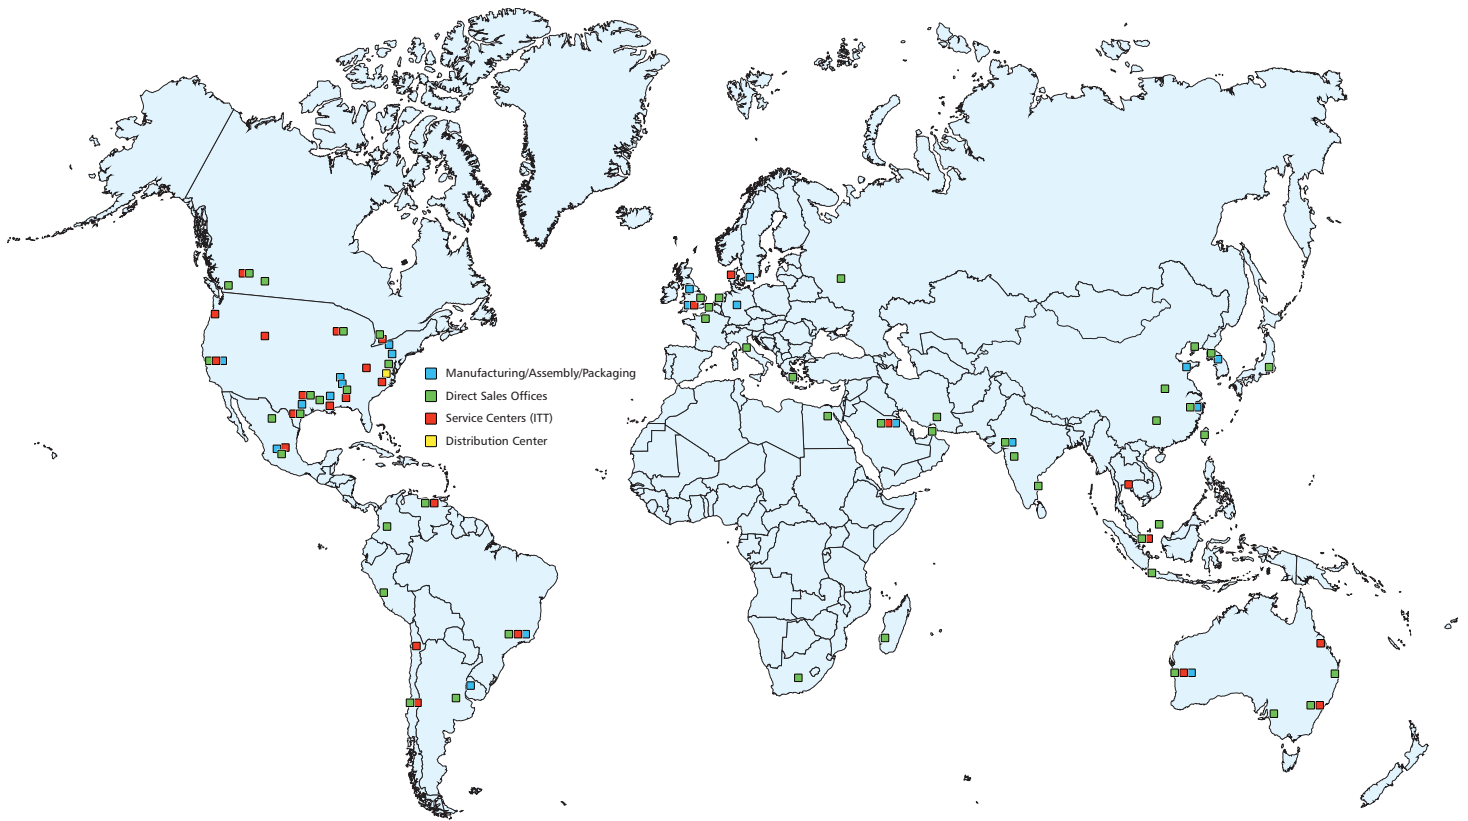 Manufacturing/Assembly/Packaging
Direct Sales Offices
Service Centers (ITT)
Distribution Center